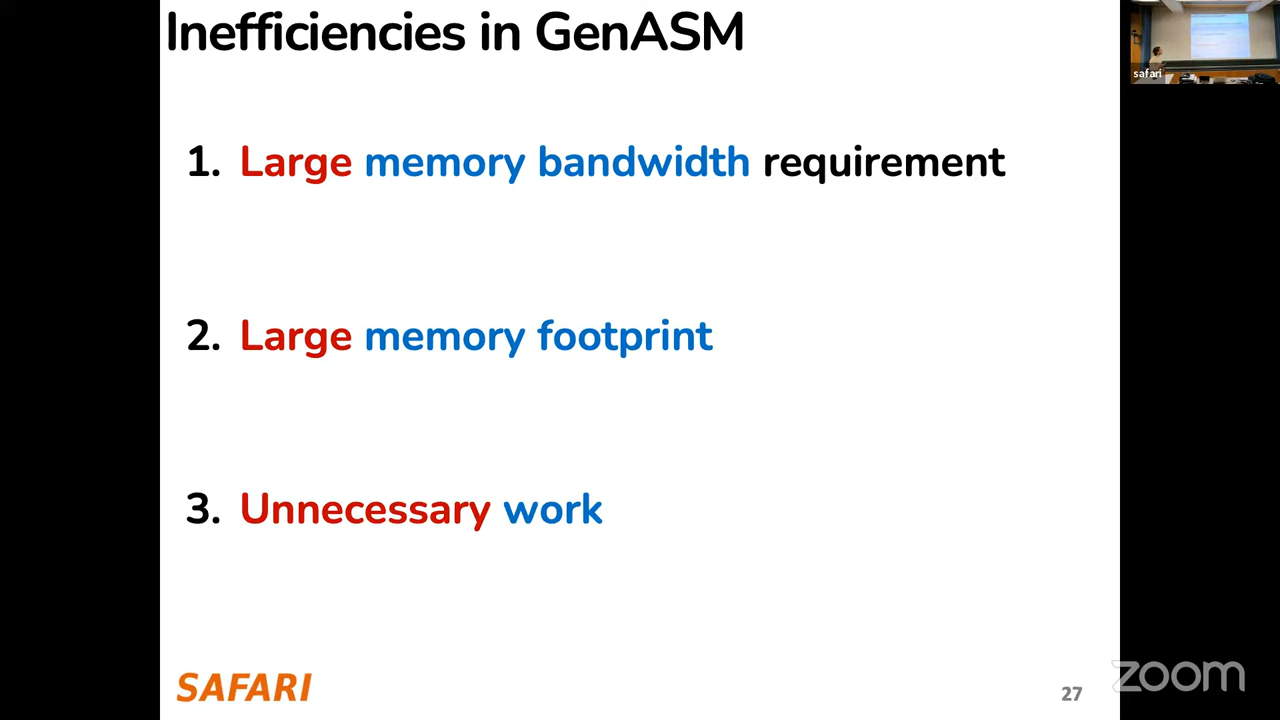 Inefficiencies in GenASM
safari
1. Large memory bandwidth requirement
2. Large memory footprint
3. Unnecessary work
SAFARI
27
zoom